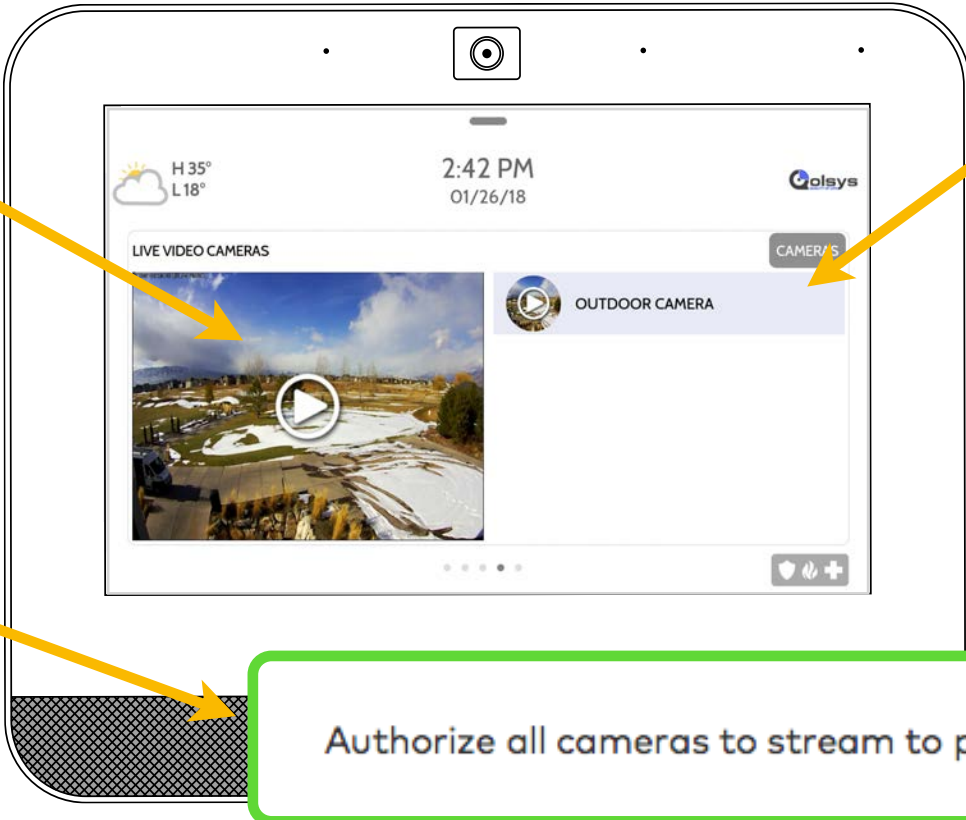 H 35°
L 18°
2:42 PM
01/26/18
Qolsys
LIVE VIDEO CAMERAS
CAMERAS
OUTDOOR CAMERA
Authorize all cameras to stream to p